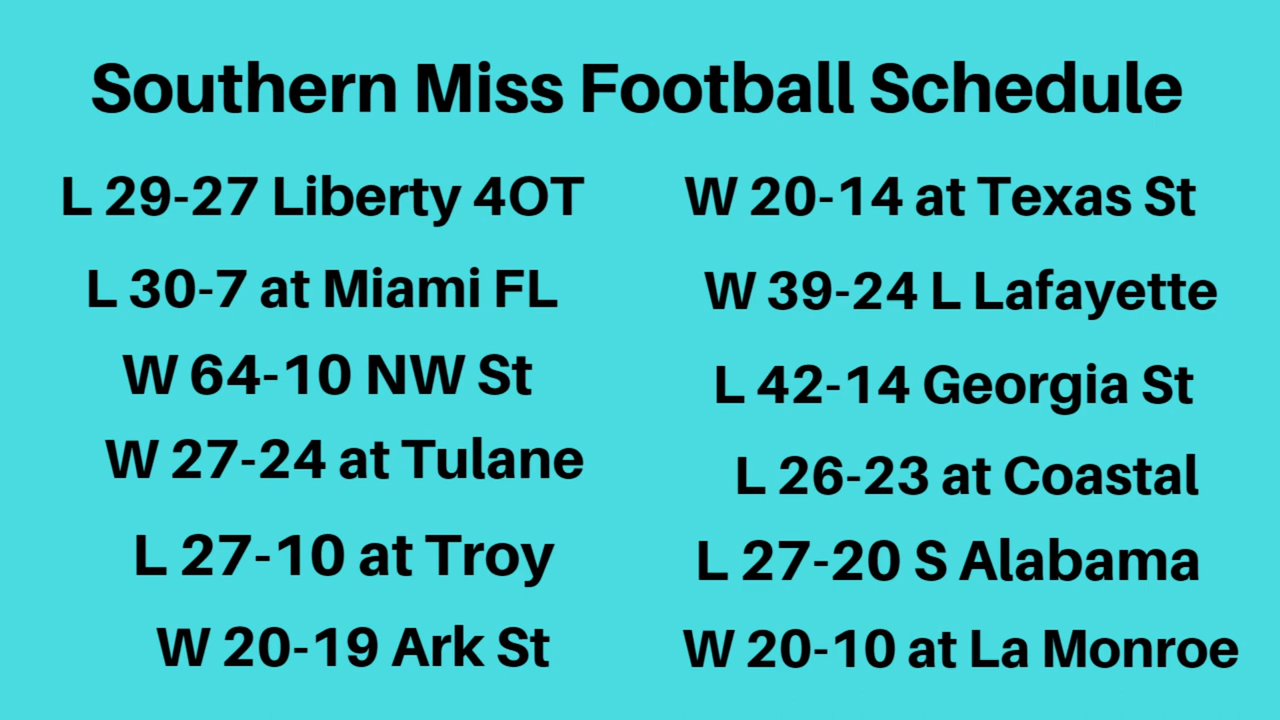 Southern Miss Football Schedule
L 29-27 Liberty 4OT
L 30-7 at Miami FL
W 64-10 NW St
W 27-24 at Tulane
L 27-10 at Troy
W 20-19 Ark St
W 20-14 at Texas St
W 39-24 L Lafayette
L 42-14 Georgia St
L 26-23 at Coastal
L 27-20 S Alabama
W 20-10 at La Monroe